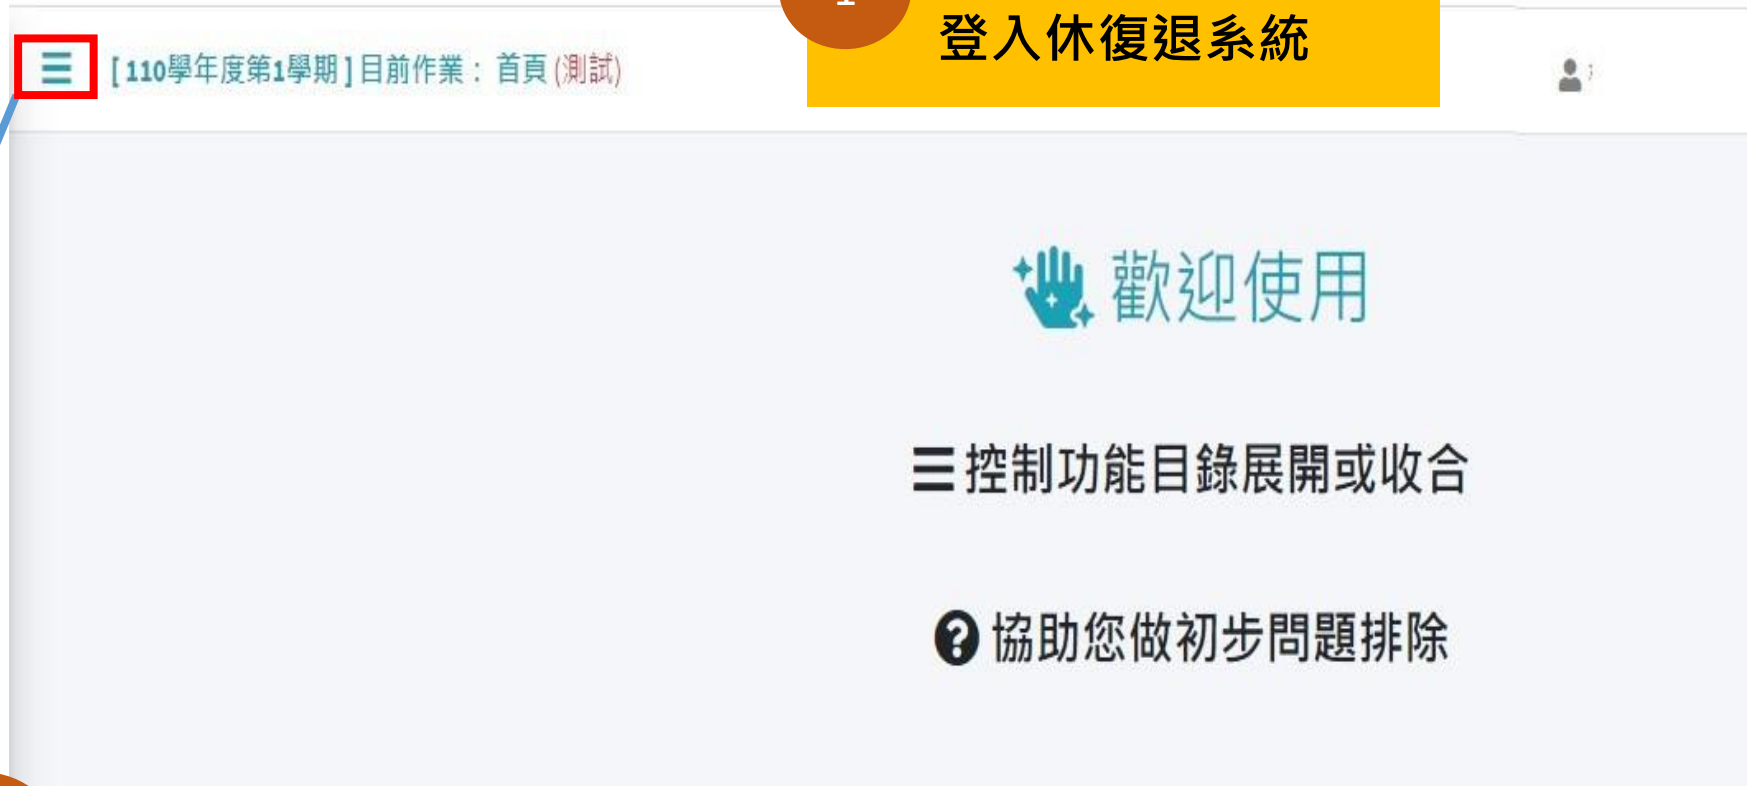 1
登入休復退系統
[ 110學年度第1學期 ] 目前作業： 首頁 (測試)
歡迎使用
控制功能目錄展開或收合
協助您做初步問題排除